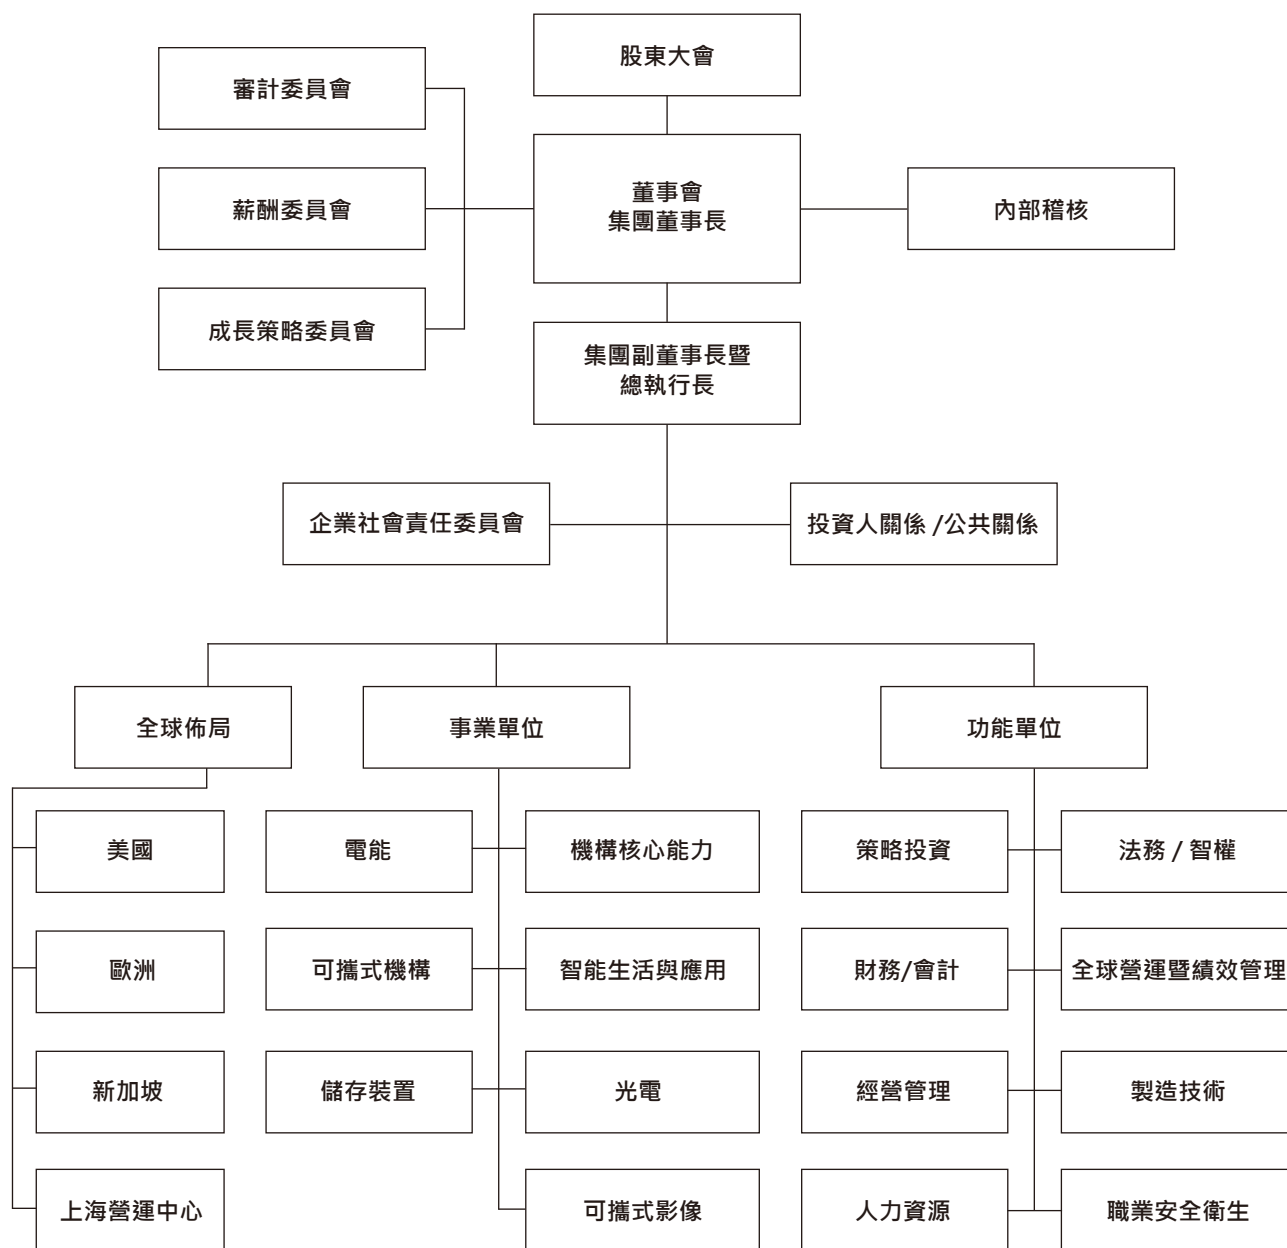 股東大會
審計委員會
董事會
集團董事長
薪酬委員會
內部稽核
成長策略委員會
集團副董事長暨
總執行長
企業社會責任委員會
投資人關係 /公共關係
全球佈局
事業單位
功能單位
美國
電能
機構核心能力
策略投資
法務 / 智權
歐洲
可攜式機構
智能生活與應用
財務/會計
全球營運暨績效管理
新加坡
儲存裝置
光電
經營管理
製造技術
上海營運中心
可攜式影像
人力資源
職業安全衛生